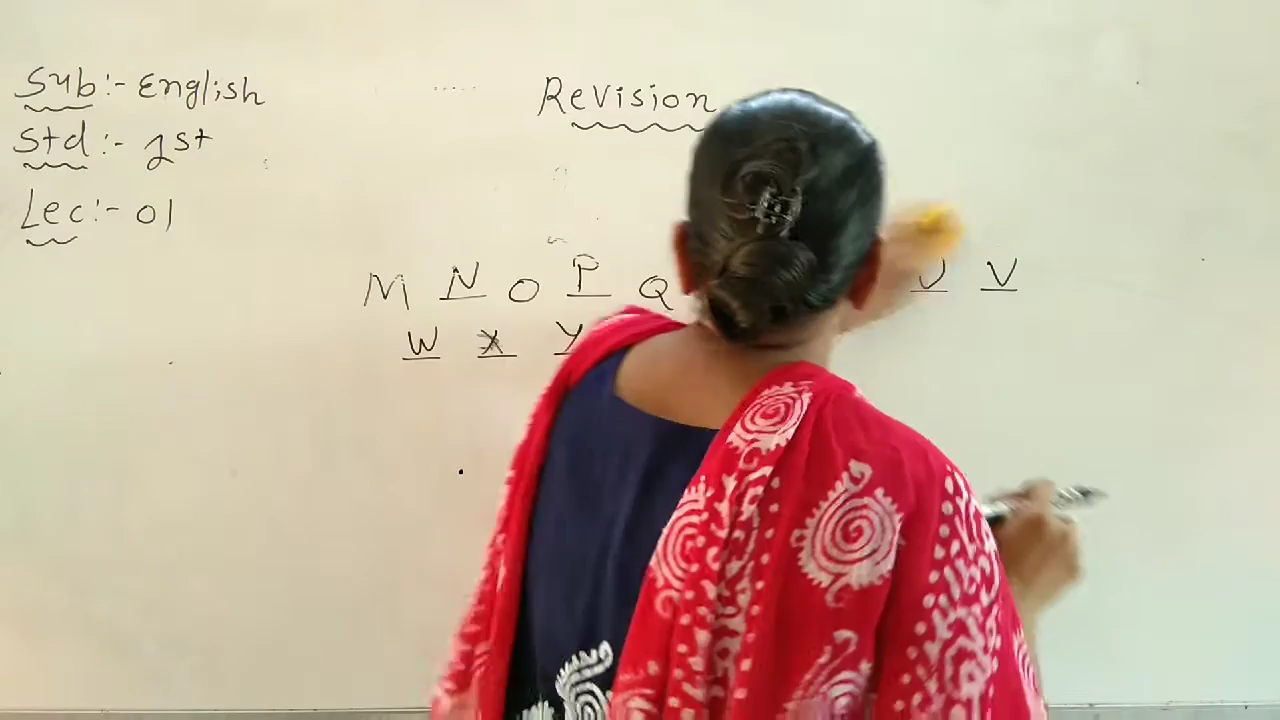 Sub:- English
Std:- 1st
Lec:- 01
Revision
M N O P Q U V
W X Y